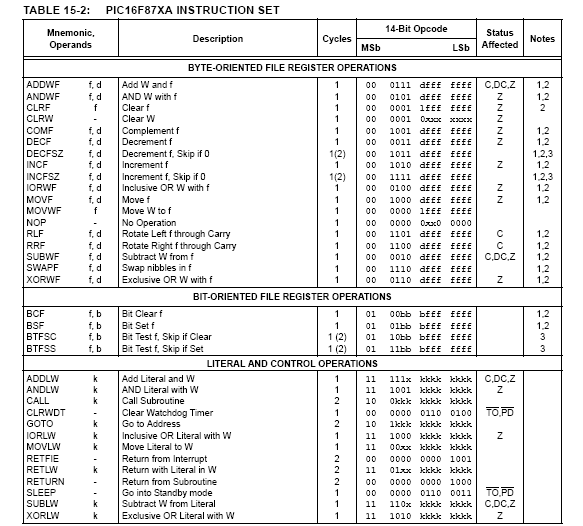 TABLE 15-2: PIC16F87XA INSTRUCTION SET
Mnemonic, Operands Description Cycles 14-Bit Opcode Status Affected Notes
MSb LSb
BYTE-ORIENTED FILE REGISTER OPERATIONS
ADDWF f, d Add W and f 1 00 0111 dfff ffff C,DC,Z 1,2
ANDWF f, d AND W with f 1 00 0101 dfff ffff Z 1,2
CLRF f Clear f 1 00 0001 1fff ffff Z 2
CLRW - Clear W 1 00 0001 0xxx xxxx Z
COMF f, d Complement f 1 00 1001 dfff ffff Z 1,2
DECF f, d Decrement f 1 00 0011 dfff ffff Z 1,2
DECFSZ f, d Decrement f, Skip if 0 1(2) 00 1011 dfff ffff 1,2,3
INCF f, d Increment f 1 00 1010 dfff ffff Z 1,2
INCFSZ f, d Increment f, Skip if 0 1(2) 00 1111 dfff ffff 1,2,3
IORWF f, d Inclusive OR W with f 1 00 0100 dfff ffff Z 1,2
MOVF f, d Move f 1 00 1000 dfff ffff Z 1,2
MOVWF f Move W to f 1 00 0000 1fff ffff
NOP - No Operation 1 00 0000 0xx0 0000
RLF f, d Rotate Left f through Carry 1 00 1101 dfff ffff C 1,2
RRF f, d Rotate Right f through Carry 1 00 1100 dfff ffff C 1,2
SUBWF f, d Subtract W from f 1 00 0010 dfff ffff C,DC,Z 1,2
SWAPF f, d Swap nibbles in f 1 00 1110 dfff ffff 1,2
XORWF f, d Exclusive OR W with f 1 00 0110 dfff ffff Z 1,2
BIT-ORIENTED FILE REGISTER OPERATIONS
BCF f, b Bit Clear f 1 01 00bb bfff ffff 1,2
BSF f, b Bit Set f 1 01 01bb bfff ffff 1,2
BTFSC f, b Bit Test f, Skip if Clear 1 (2) 01 10bb bfff ffff 3
BTFSS f, b Bit Test f, Skip if Set 1 (2) 01 11bb bfff ffff 3
LITERAL AND CONTROL OPERATIONS
ADDLW k Add Literal and W 1 11 111x kkkk kkkk C,DC,Z
ANDLW k AND Literal with W 1 11 1001 kkkk kkkk Z
CALL k Call Subroutine 2 10 0kkk kkkk kkkk
CLRWDT - Clear Watchdog Timer 1 00 0000 0110 0100 TO,PD
GOTO k Go to Address 2 10 1kkk kkkk kkkk
IORLW k Inclusive OR Literal with W 1 11 1000 kkkk kkkk Z
MOVLW k Move Literal to W 1 11 00xx kkkk kkkk
RETFIE - Return from Interrupt 2 00 0000 0000 1001
RETLW k Return with Literal in W 2 11 01xx kkkk kkkk
RETURN - Return from Subroutine 2 00 0000 0000 1000
SLEEP - Go into Standby mode 1 00 0000 0110 0011 TO,PD
SUBLW k Subtract W from Literal 1 11 110x kkkk kkkk C,DC,Z
XORLW k Exclusive OR Literal with W 1 11 1010 kkkk kkkk Z